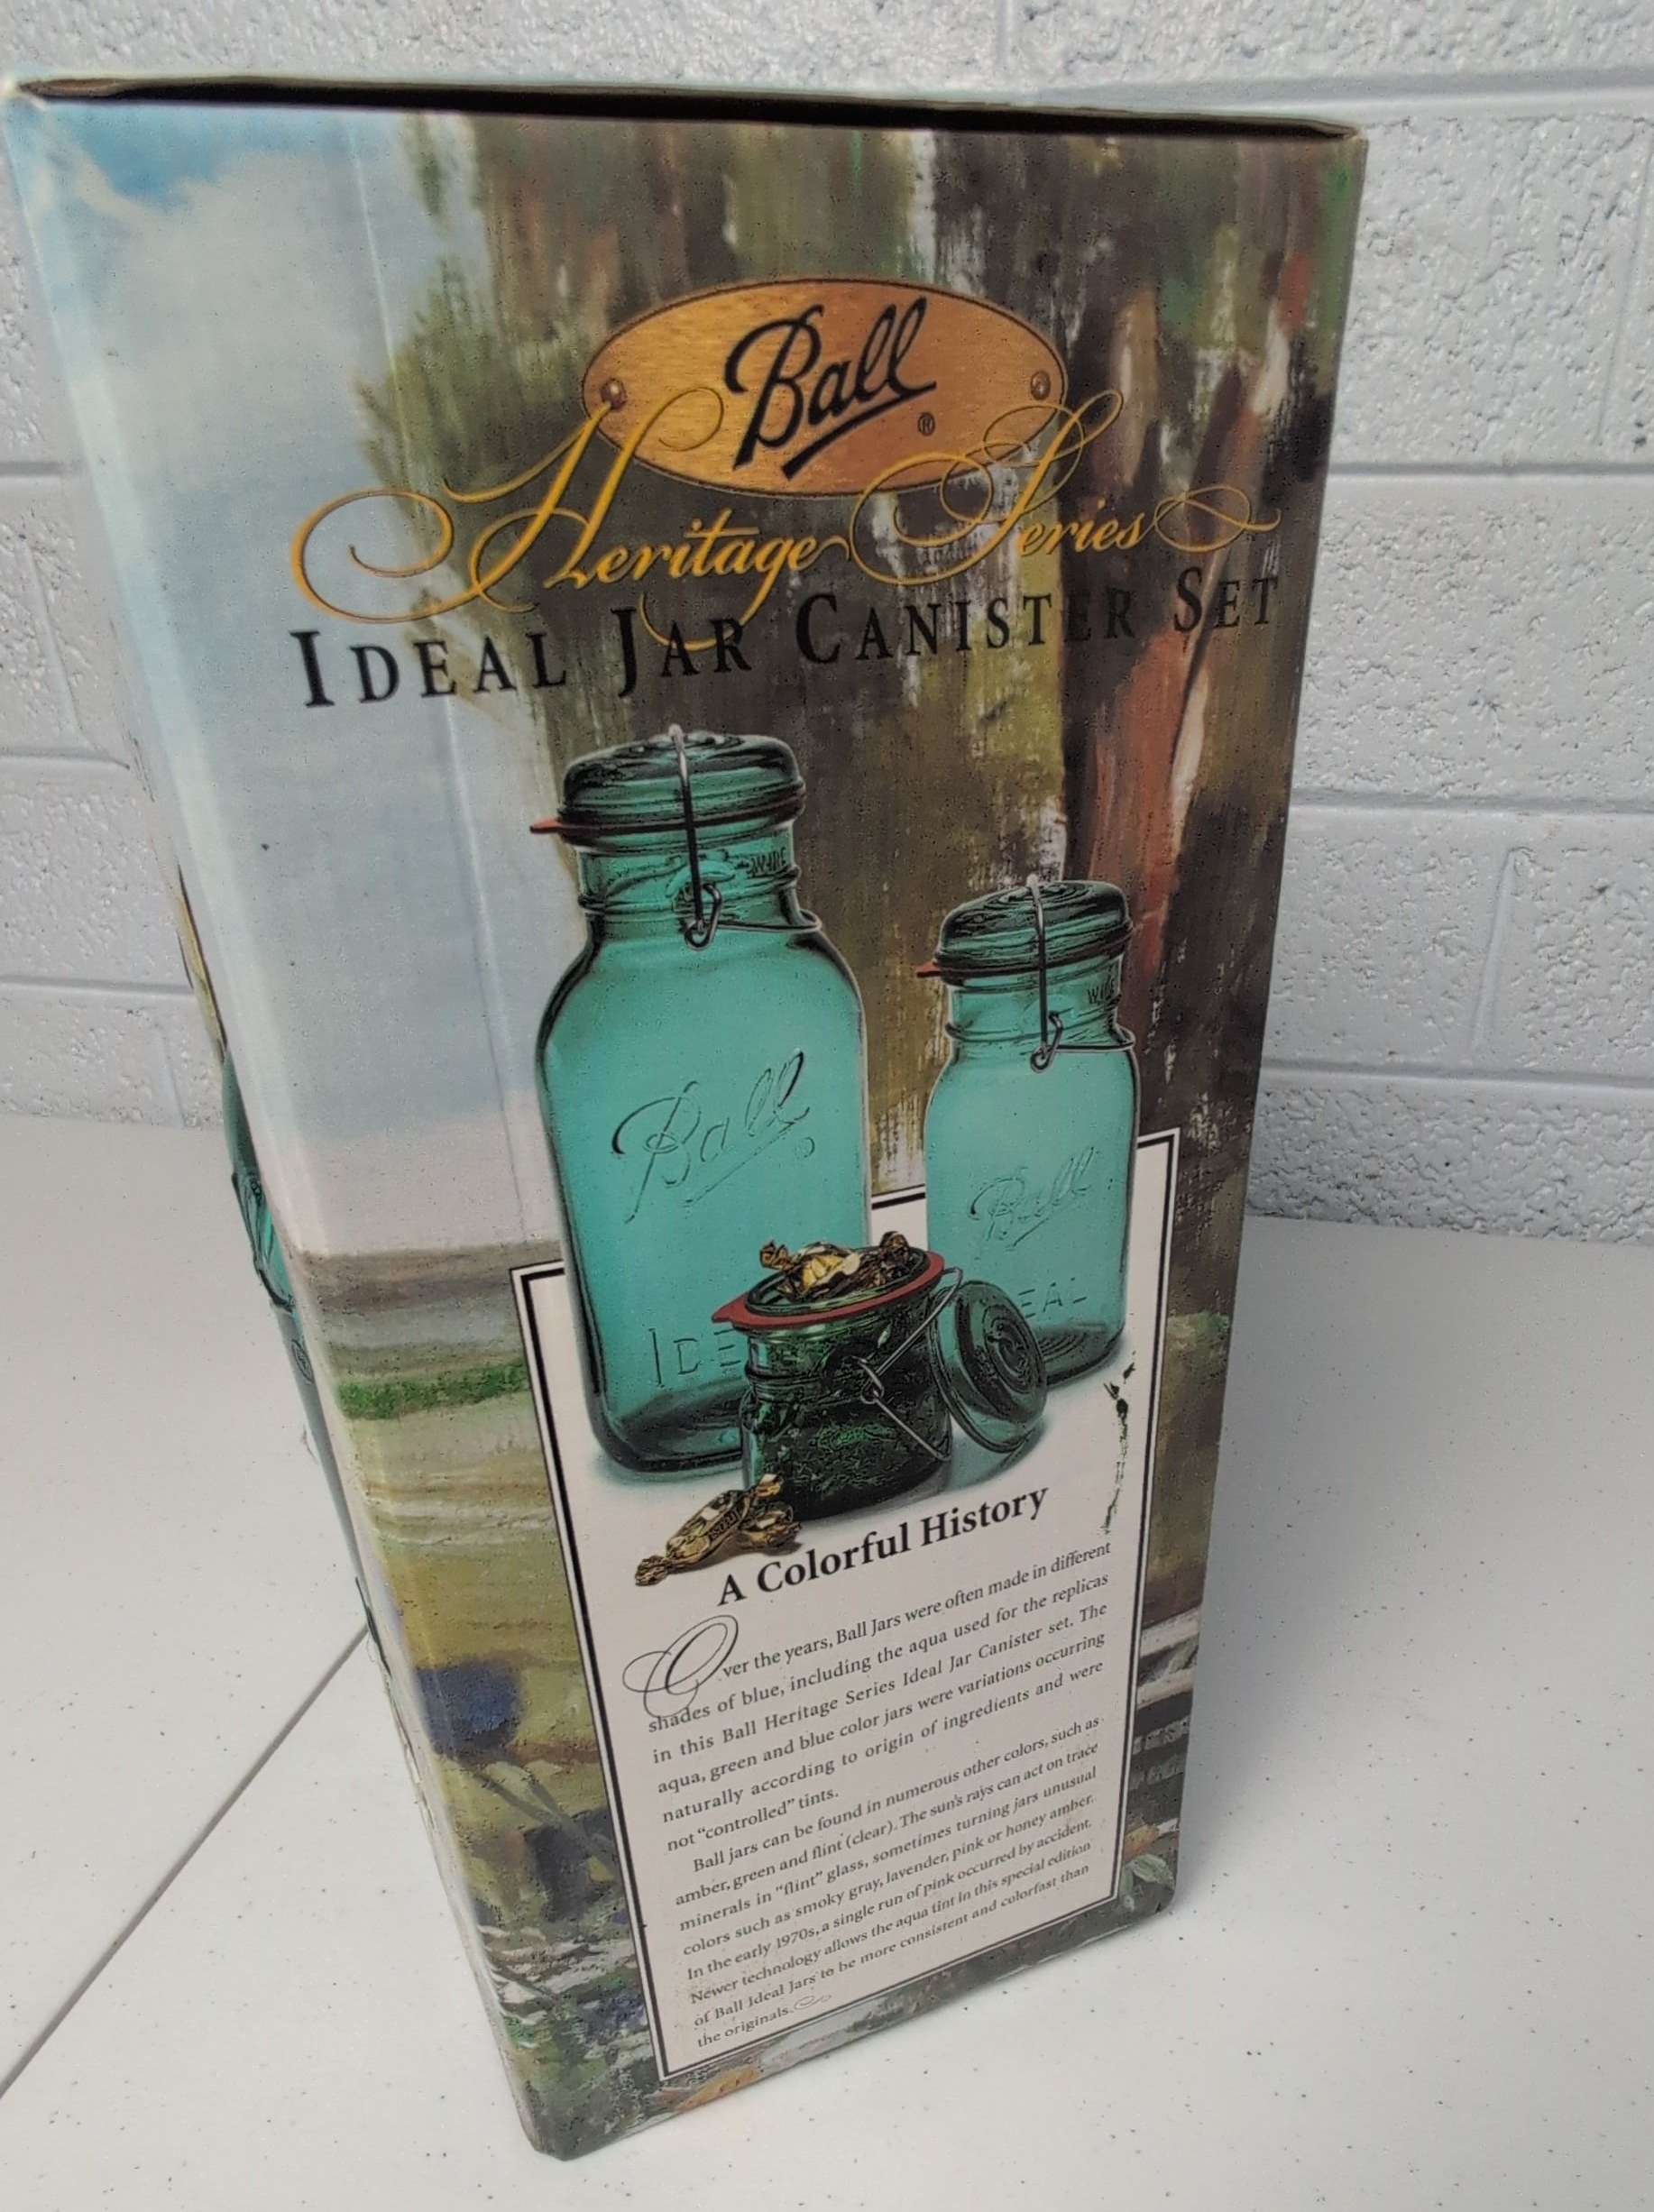 Ball®
Heritage Series
IDEAL JAR CANISTER SET
WIDE
WIDE
Ball®
Ball
IDE
EAL
A Colorful History
Over the years, Ball Jars were often made in different
shades of blue, including the aqua used for the replicas
in this Ball Heritage Series Ideal Jar Canister set. The
aqua, green and blue color jars were variations occurring
naturally according to origin of ingredients and were
not “controlled” tints.
Ball jars can be found in numerous other colors, such as
amber, green and flint (clear). The sun's rays can act on trace
minerals in “flint” glass, sometimes turning jars unusual
colors such as smoky gray, lavender, pink or honey amber.
In the early 1970s, a single run of pink occurred by accident.
Newer technology allows the aqua tint in this special edition
of Ball Ideal Jars to be more consistent and colorfast than
the originals.